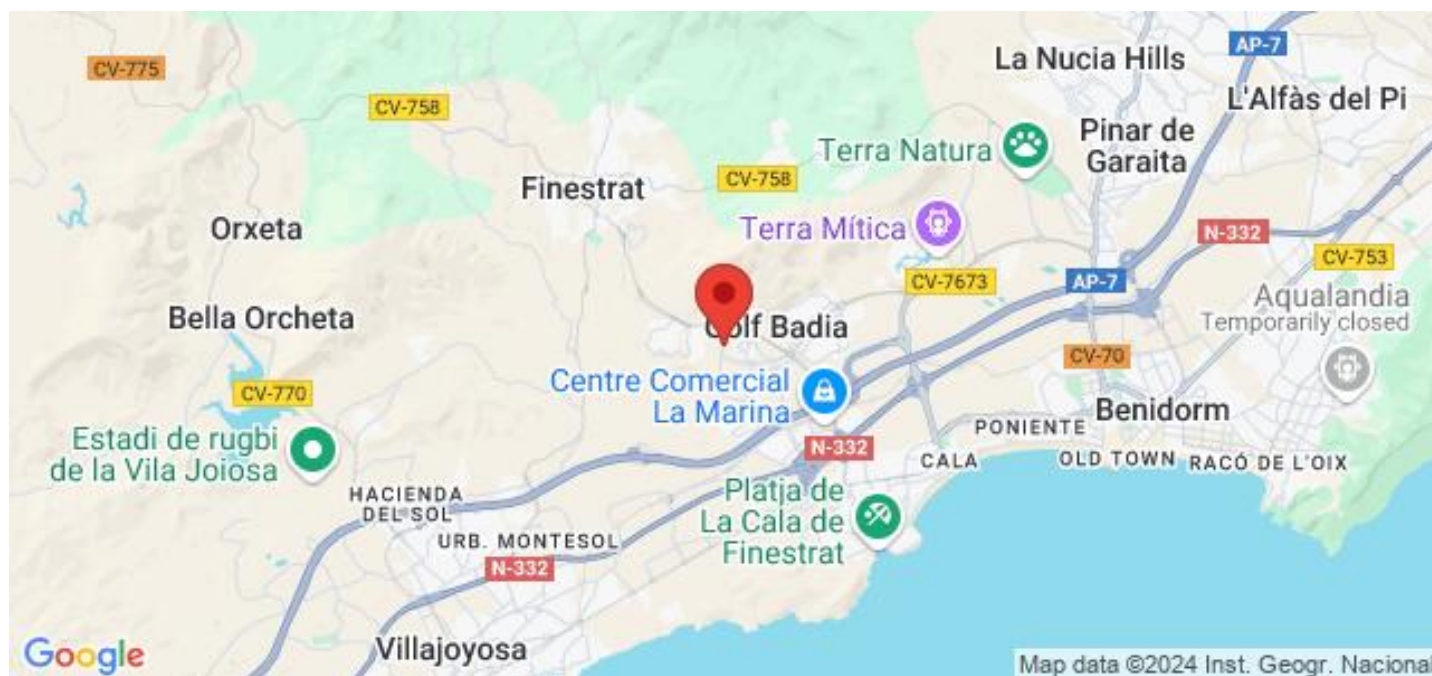 La Nucia Hills
AP-7
CV-775
L'Alfàs del Pi
CV-758
Pinar de
Garaita
Terra Natura
CV-758
Finestrat
Orxeta
Terra Mítica
N-332
CV-753
CV-7673
AP-7
Aqualandia
Temporarily closed
Bella Orcheta
Golf Badia
CV-70
Centre Comercial
La Marina
CV-770
Benidorm
PONIENTE
Estadi de rugbi
de la Vila Joiosa
N-332
CALA
OLD TOWN
RACÓ DE L'OIX
HACIENDA
DEL SOL
Platja de
La Cala de
Finestrat
URB. MONTESOL
N-332
Villajoyosa
Google
Map data ©2024 Inst. Geogr. Nacional